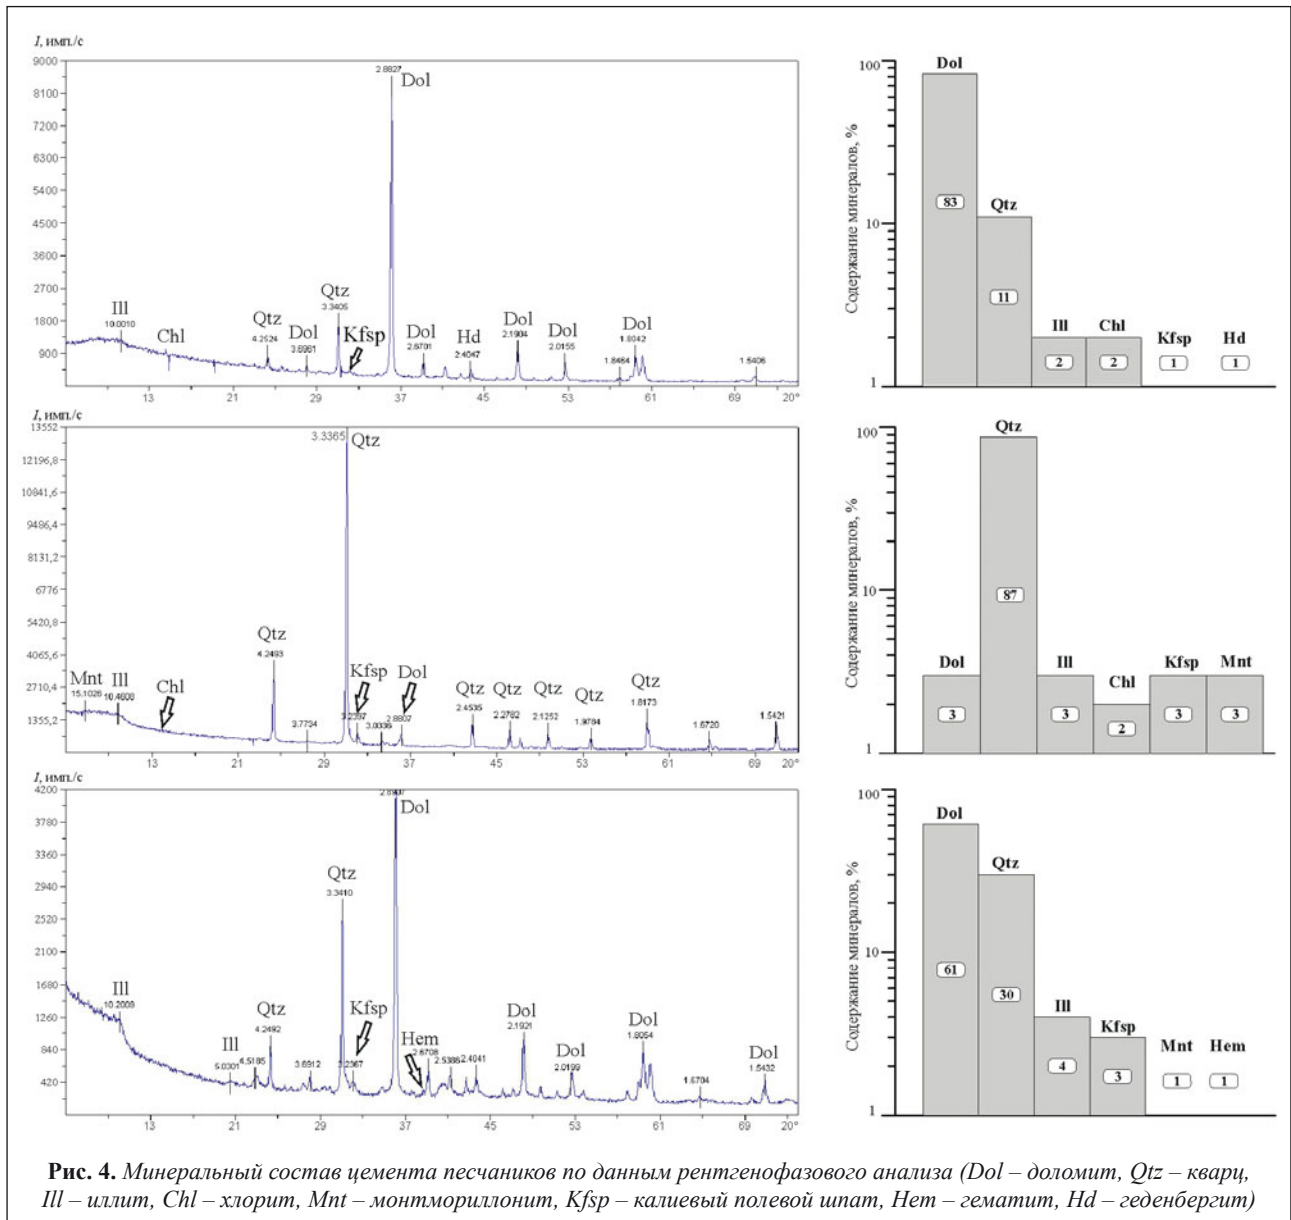 I, имп./с
9000
8100
7200
6300
5400
4500
3600
2700
1800
900
Ill
10.0010
Chl
Qtz
4.2524
Dol
3.6961
Qtz
3.3405
Kfsp
2.8827
Dol
Dol
2.6701
Hd
2.4047
Dol
2.1904
Dol
2.0155
1.8464
Dol
1.8042
1.5406
13 21 29 37 45 53 61 69 20°
Содержание минералов, %
100
10
1
Dol
83
Qtz
11
Ill
2
Chl
2
Kfsp
1
Hd
1
I, имп./с
13552
12196,8
10841,6
9486,4
8131,2
6776
5420,8
4065,6
2710,4
1355,2
Mnt
15.1026
Ill
10.4608
Chl
Qtz
4.2493
3.7734
3.3365
Qtz
Kfsp
3.2397
3.0036
Dol
2.8807
Qtz
2.4535
Qtz
2.2782
Qtz
2.1252
Qtz
1.9784
Qtz
1.8173
1.6720
1.5421
13 21 29 37 45 53 61 69 20°
Содержание минералов, %
100
10
1
Dol
3
Qtz
87
Ill
3
Chl
2
Kfsp
3
Mnt
3
I, имп./с
4200
3780
3360
2940
2520
2100
1680
1260
840
420
Ill
10.2009
Ill
5.0301
4.5185
Qtz
4.2492
3.6912
Qtz
3.3410
Kfsp
3.2367
Dol
Hem
2.6708
2.5386
2.4041
Dol
2.1921
Dol
2.0199
Dol
1.8054
1.6704
Dol
1.5432
13 21 29 37 45 53 61 69 20°
Содержание минералов, %
100
10
1
Dol
61
Qtz
30
Ill
4
Kfsp
3
Mnt
1
Hem
1
Рис. 4. Минеральный состав цемента песчаников по данным рентгенофазового анализа (Dol – доломит, Qtz – кварц,
Ill – иллит, Chl – хлорит, Mnt – монтмориллонит, Kfsp – калиевый полевой шпат, Hem – гематит, Hd – геденбергит)